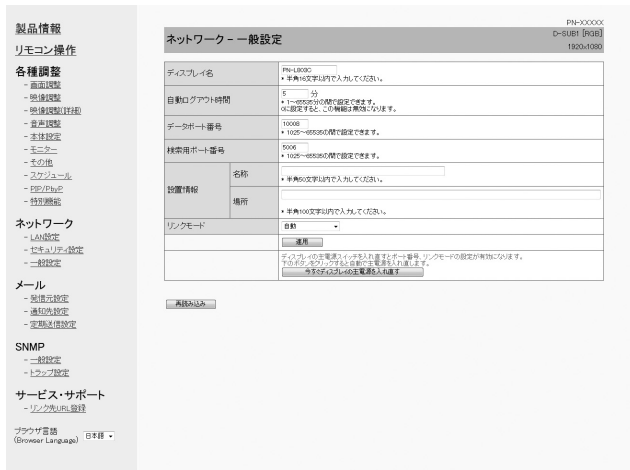 製品情報
リモコン操作
各種調整
- 画面調整
- 映像調整
- 映像調整(詳細)
- 音声調整
- 本体設定
- モニター
- その他
- スケジュール
- PIP/PbyP
- 特別機能
ネットワーク
- LAN設定
- セキュリティ設定
- 一般設定
メール
- 発信元設定
- 通知先設定
- 定期送信設定
SNMP
- 一般設定
- トラップ設定
サービス・サポート
- リンク先URL登録
ブラウザ言語
(Browser Language) 日本語
PN-XXXXX
ネットワーク - 一般設定
D-SUB1 [RGB]
1920x1080
ディスプレイ名
PN-L803C
* 半角16文字以内で入力してください。
自動ログアウト時間
5 分
* 1～65535分の間で設定できます。
0に設定すると、この機能は無効になります。
データポート番号
10008
* 1025～65535の間で設定できます。
検索用ポート番号
5006
* 1025～65535の間で設定できます。
設置情報
名称
* 半角50文字以内で入力してください。
場所
* 半角100文字以内で入力してください。
リンクモード
自動
適用
ディスプレイの主電源スイッチを入れ直すとポート番号、リンクモードの設定が有効になります。
下のボタンをクリックすると自動で主電源を入れ直します。
今すぐディスプレイの主電源を入れ直す
再読み込み